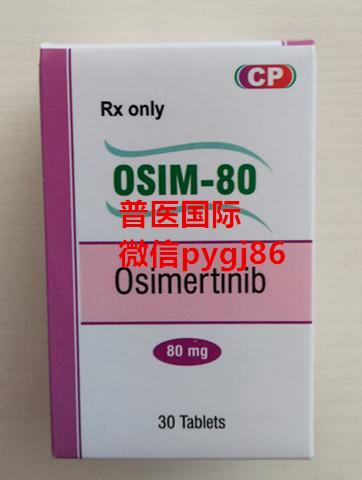 CP
Rx only
OSIM-80
普医国际
微信pygj86
Osimertinib
80 mg
30 Tablets